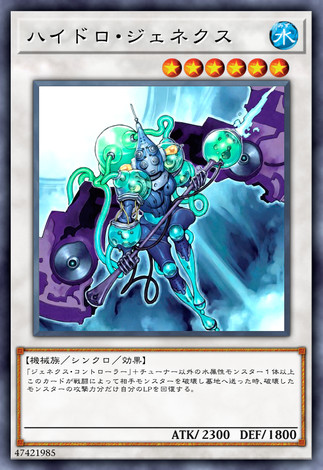 ハイドロ・ジェネクス
水
【機械族／シンクロ／効果】
「ジェネクス・コントローラー」＋チューナー以外の水属性モンスター１体以上
このカードが戦闘によって相手モンスターを破壊し墓地へ送った時、破壊した
モンスターの攻撃力分だけ自分のLPを回復する。
ATK/ 2300 DEF/1800
47421985